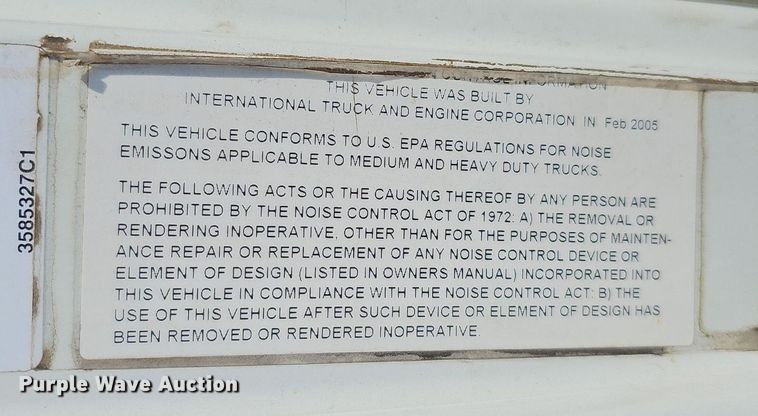 INFORMATION
THIS VEHICLE WAS BUILT BY
INTERNATIONAL TRUCK AND ENGINE CORPORATION IN Feb 2005
THIS VEHICLE CONFORMS TO U.S. EPA REGULATIONS FOR NOISE
EMISSONS APPLICABLE TO MEDIUM AND HEAVY DUTY TRUCKS.
THE FOLLOWING ACTS OR THE CAUSING THEREOF BY ANY PERSON ARE
PROHIBITED BY THE NOISE CONTROL ACT OF 1972: A) THE REMOVAL OR
RENDERING INOPERATIVE, OTHER THAN FOR THE PURPOSES OF MAINTEN-
ANCE REPAIR OR REPLACEMENT OF ANY NOISE CONTROL DEVICE OR
ELEMENT OF DESIGN (LISTED IN OWNERS MANUAL) INCORPORATED INTO
THIS VEHICLE IN COMPLIANCE WITH THE NOISE CONTROL ACT: B) THE
USE OF THIS VEHICLE AFTER SUCH DEVICE OR ELEMENT OF DESIGN HAS
BEEN REMOVED OR RENDERED INOPERATIVE.
3585327C1
Purple Wave Auction